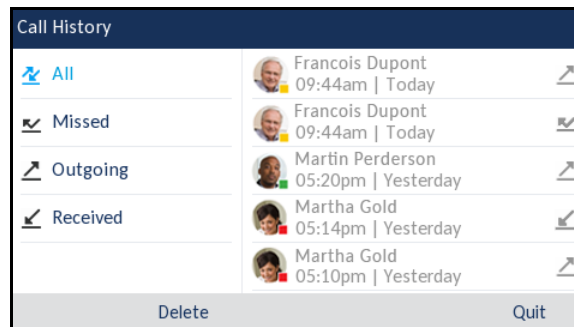 Call History
All
Missed
Outgoing
Received
Francois Dupont
09:44am | Today
Francois Dupont
09:44am | Today
Martin Perderson
05:20pm | Yesterday
Martha Gold
05:14pm | Yesterday
Martha Gold
05:10pm | Yesterday
Delete
Quit